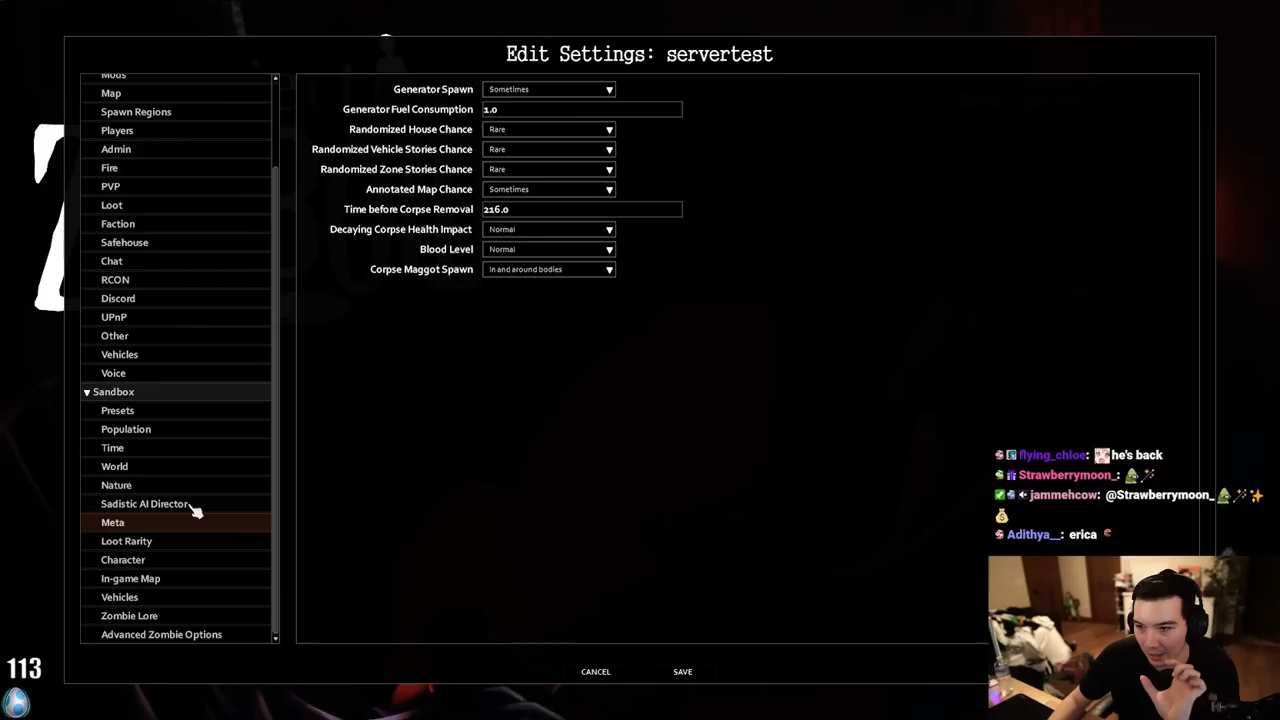 Edit Settings: servertest
Mods
Map
Spawn Regions
Players
Admin
Fire
PVP
Loot
Faction
Safehouse
Chat
RCON
Discord
UPnP
Other
Vehicles
Voice
Sandbox
Presets
Population
Time
World
Nature
Sadistic AI Director
Meta
Loot Rarity
Character
In-game Map
Vehicles
Zombie Lore
Advanced Zombie Options
Generator Spawn Sometimes
Generator Fuel Consumption 1.0
Randomized House Chance Rare
Randomized Vehicle Stories Chance Rare
Randomized Zone Stories Chance Rare
Annotated Map Chance Sometimes
Time before Corpse Removal 216.0
Decaying Corpse Health Impact Normal
Blood Level Normal
Corpse Maggot Spawn In and around bodies
CANCEL SAVE
flying_chloe: he's back
Strawberrymoon_:
jammehcow: @Strawberrymoon_
Adithya__: erica
113